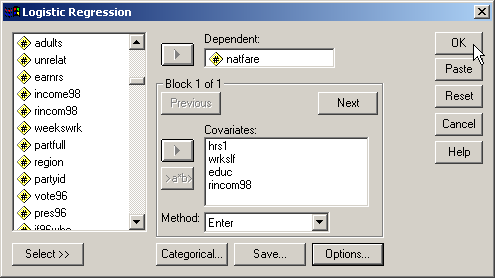 Logistic Regression
adults
unrelat
earnrs
income98
rincom98
weekswrk
partfull
region
partyid
vote96
pres96
if96who
Select >>
Dependent:
natfare
Block 1 of 1
Previous
Next
Covariates:
hrs1
wrkslf
educ
rincom98
>a*b>
Method:
Enter
Categorical...
Save...
Options...
OK
Paste
Reset
Cancel
Help